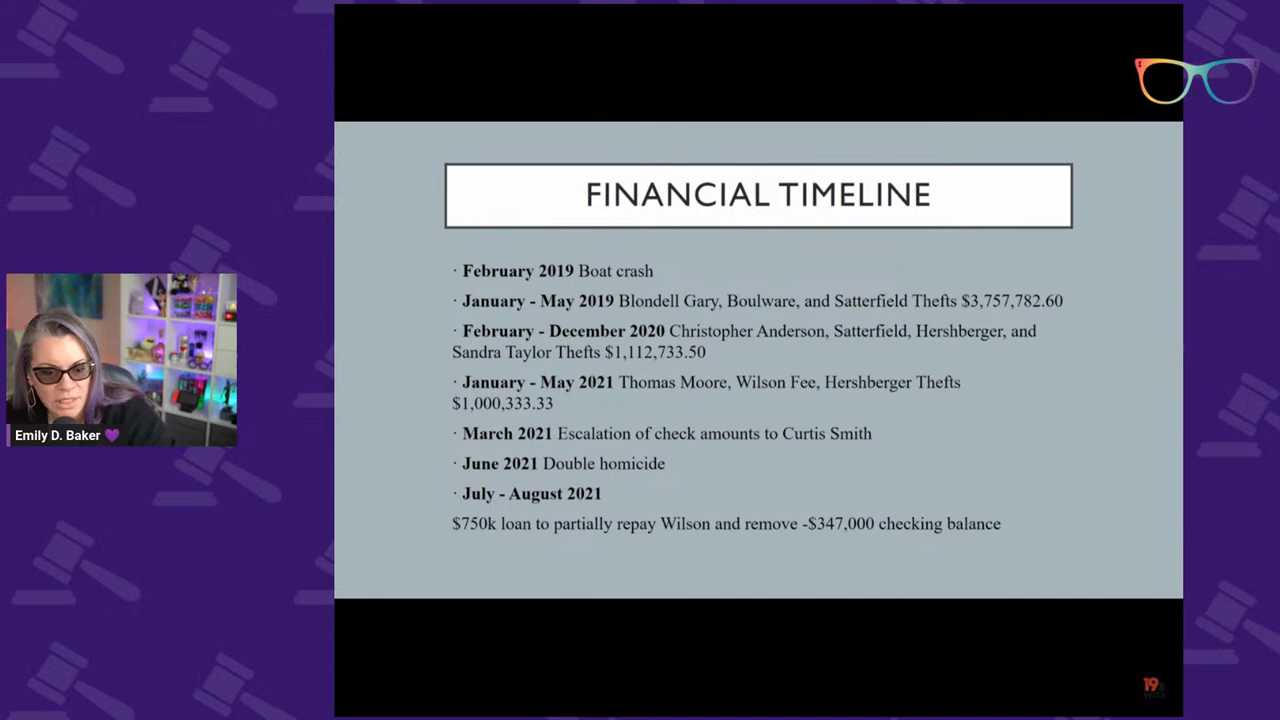 FINANCIAL TIMELINE
· February 2019 Boat crash
· January - May 2019 Blondell Gary, Boulware, and Satterfield Thefts $3,757,782.60
· February - December 2020 Christopher Anderson, Satterfield, Hershberger, and
Sandra Taylor Thefts $1,112,733.50
· January - May 2021 Thomas Moore, Wilson Fee, Hershberger Thefts
$1,000,333.33
· March 2021 Escalation of check amounts to Curtis Smith
· June 2021 Double homicide
· July - August 2021
$750k loan to partially repay Wilson and remove -$347,000 checking balance
Emily D. Baker 💜
19